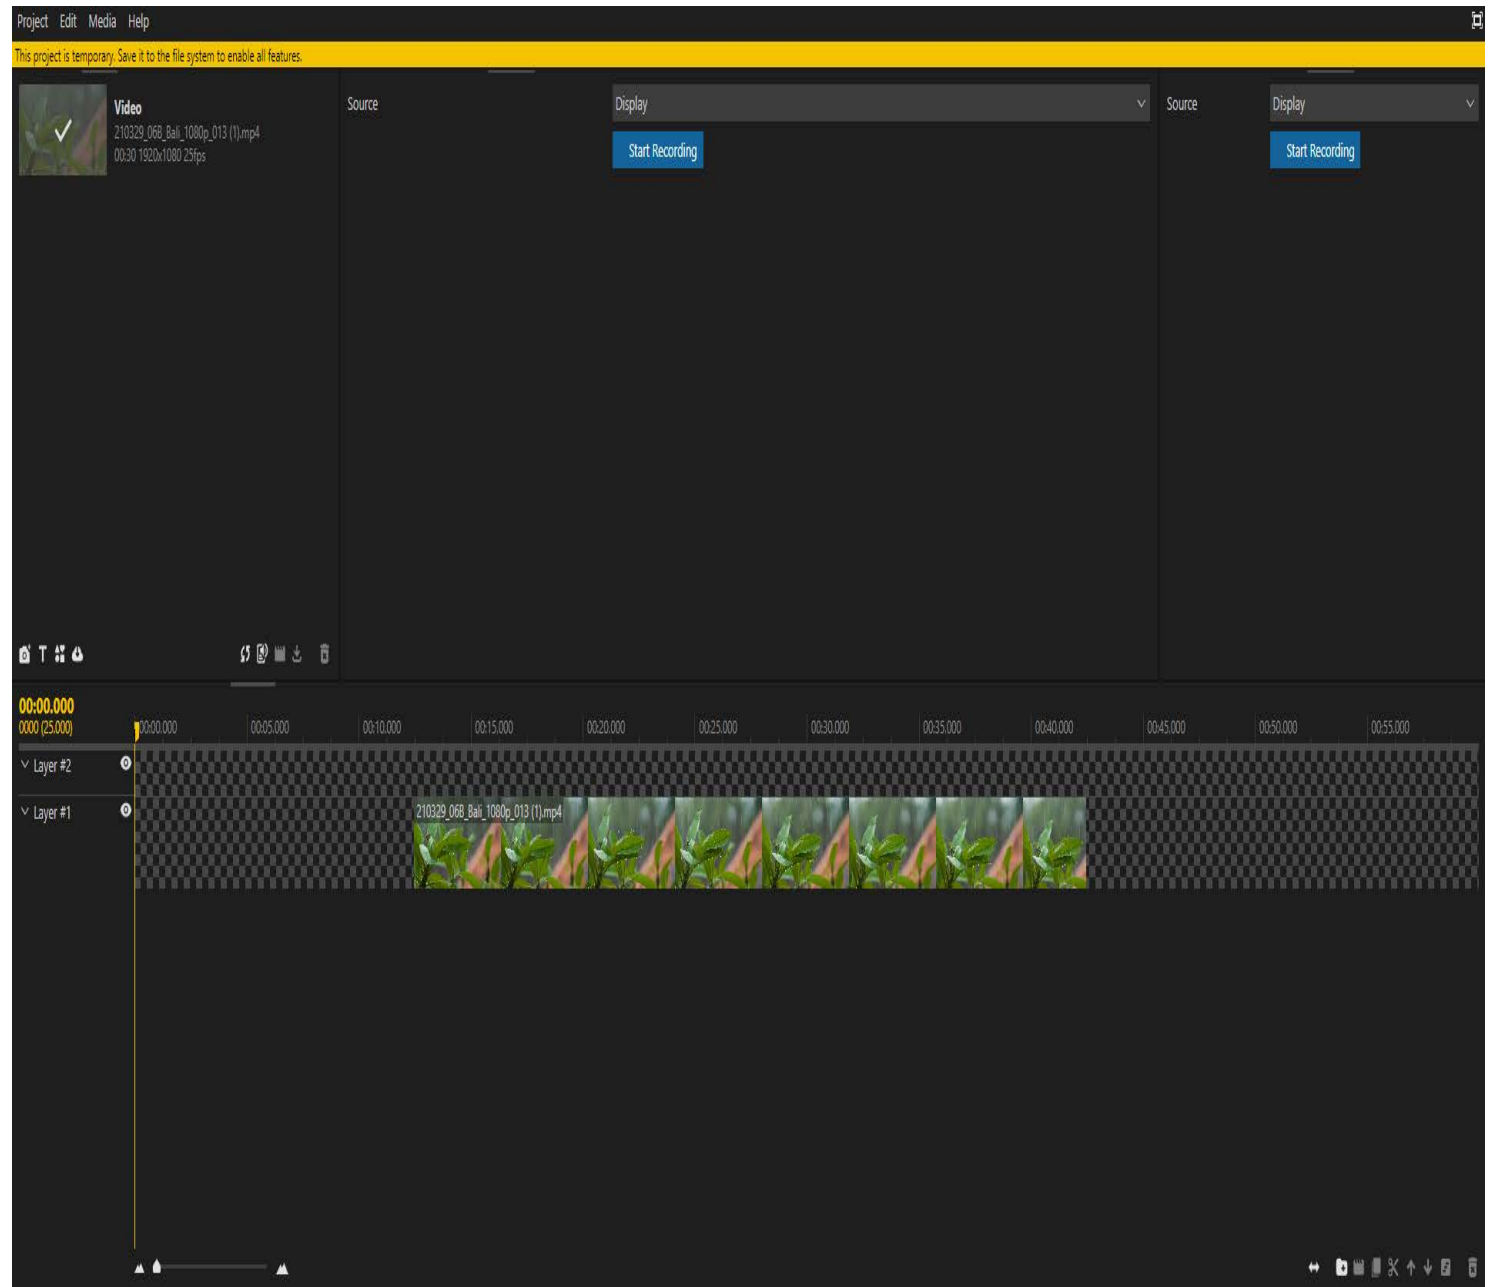 Project Edit Media Help
This project is temporary. Save it to the file system to enable all features.
Video
210329_06B_Bali_1080p_013 (1).mp4
00:30 1920x1080 25fps
Source Display
Start Recording
Source Display
Start Recording
T
00:00.000
0000 (25.000)
00:00.000 00:05.000 00:10.000 00:15.000 00:20.000 00:25.000 00:30.000 00:35.000 00:40.000 00:45.000 00:50.000 00:55.000
Layer #2
Layer #1
210329_06B_Bali_1080p_013 (1).mp4